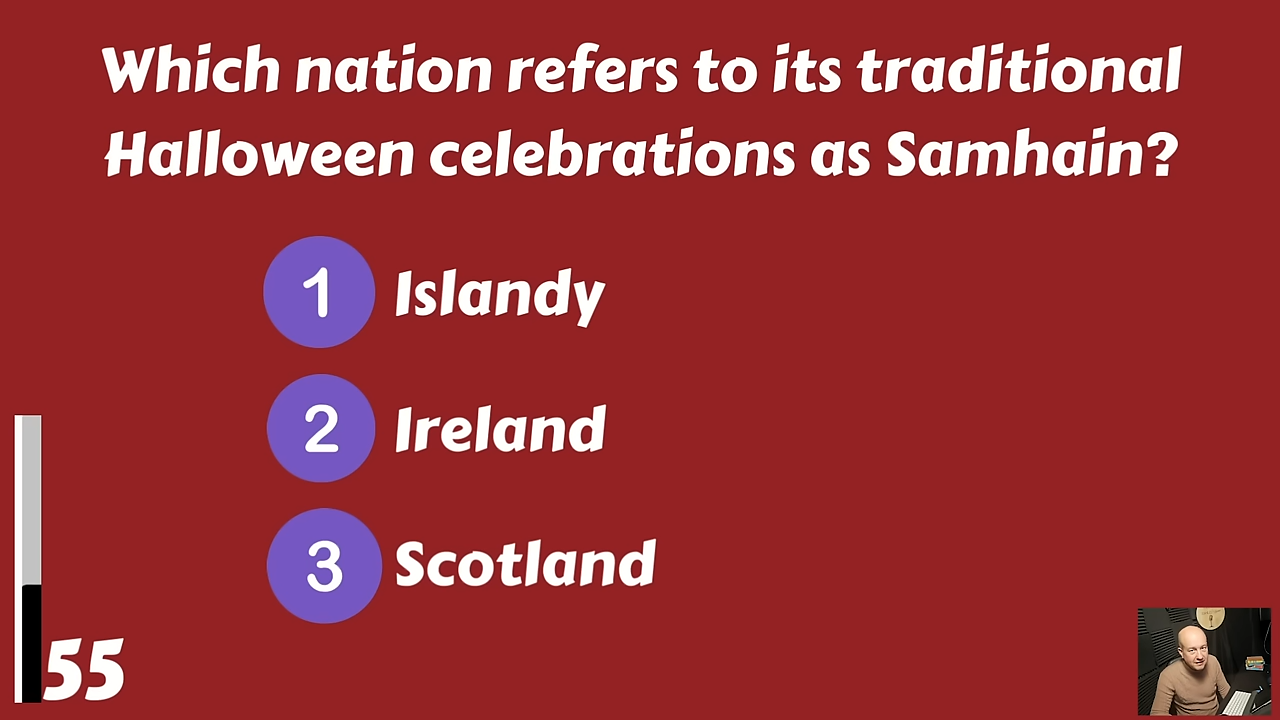 Which nation refers to its traditional
Halloween celebrations as Samhain?
1 Islandy
2 Ireland
3 Scotland
55